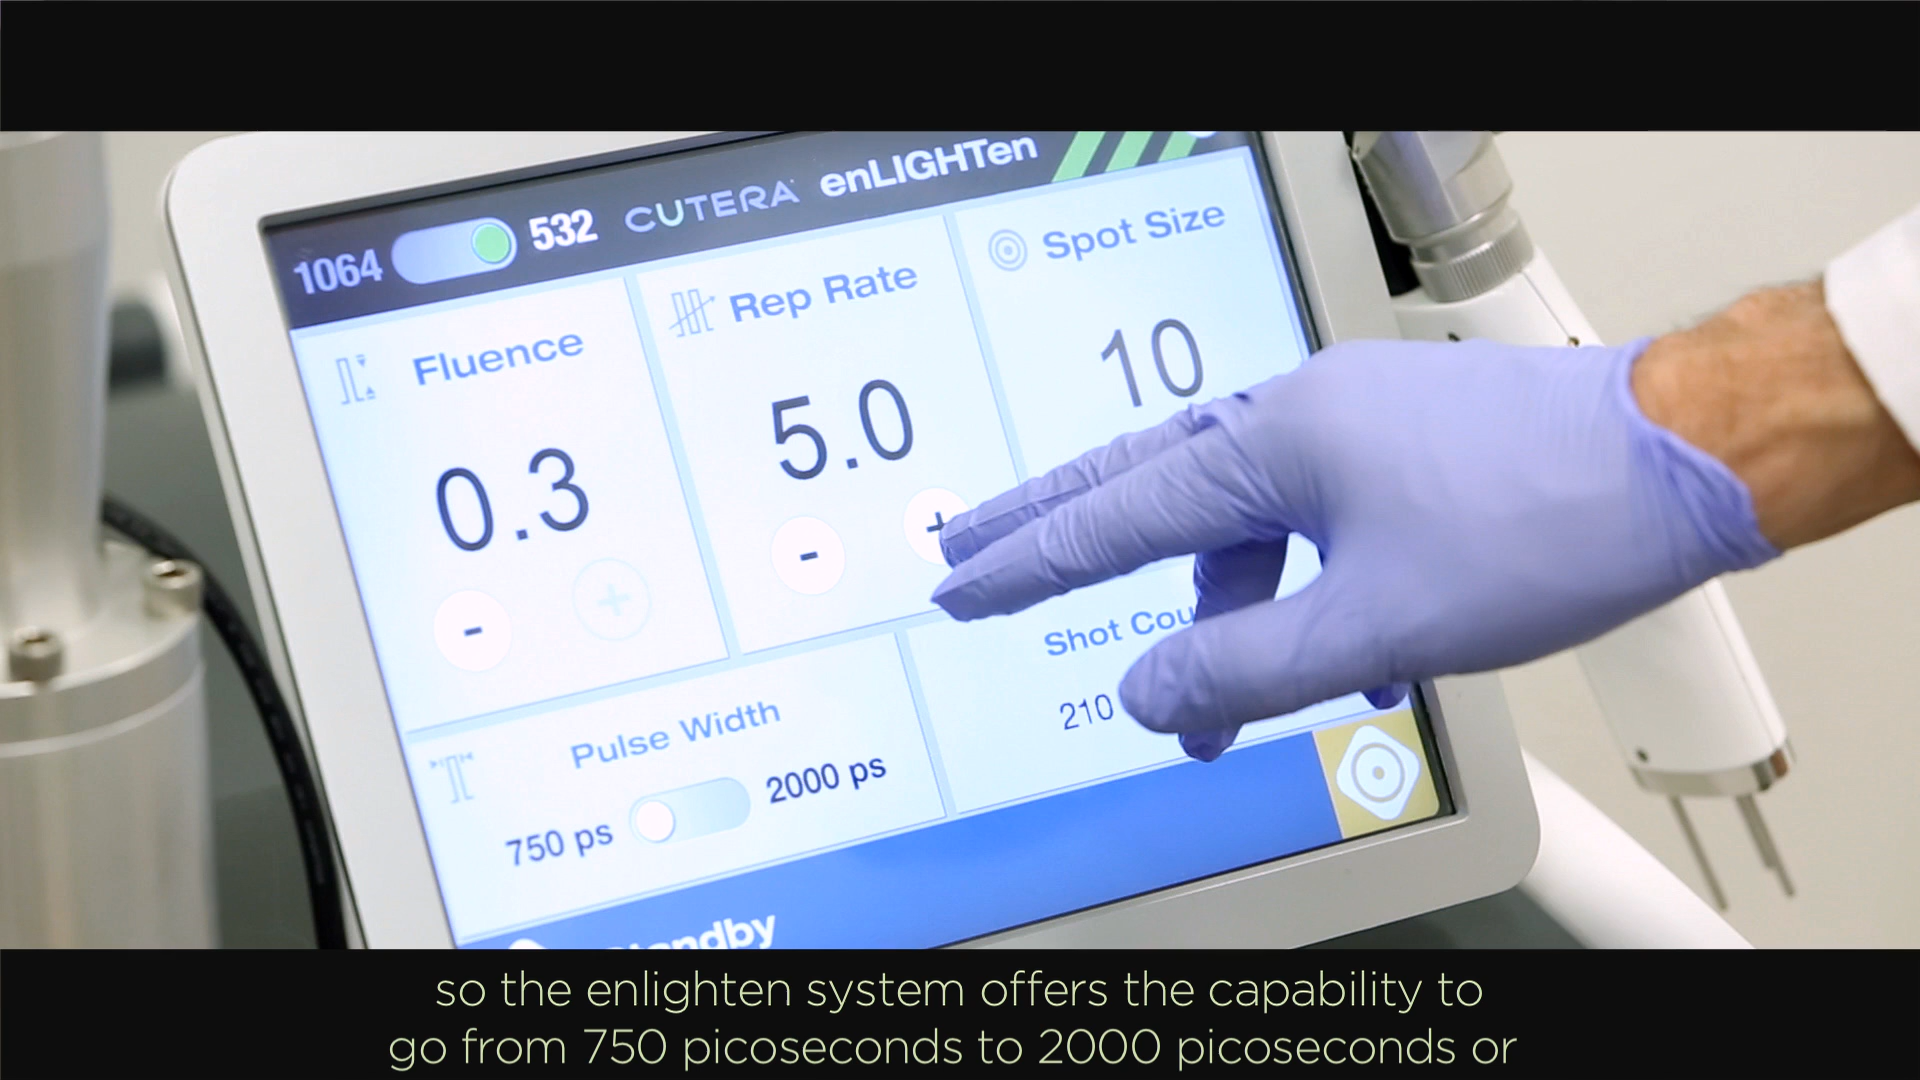 1064 532 CUTERA enLIGHTen
Fluence
0.3
- +
Rep Rate
5.0
- +
Spot Size
10
Pulse Width
750 ps 2000 ps
Shot
210
so the enlighten system offers the capability to
go from 750 picoseconds to 2000 picoseconds or